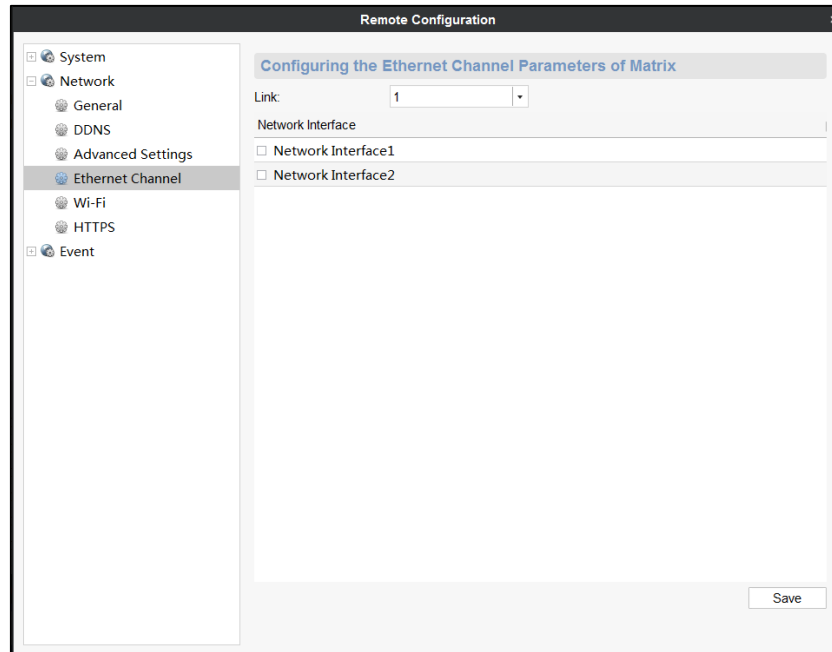 Remote Configuration
System
Network
General
DDNS
Advanced Settings
Ethernet Channel
Wi-Fi
HTTPS
Event
Configuring the Ethernet Channel Parameters of Matrix
Link: 1
Network Interface
Network Interface1
Network Interface2
Save